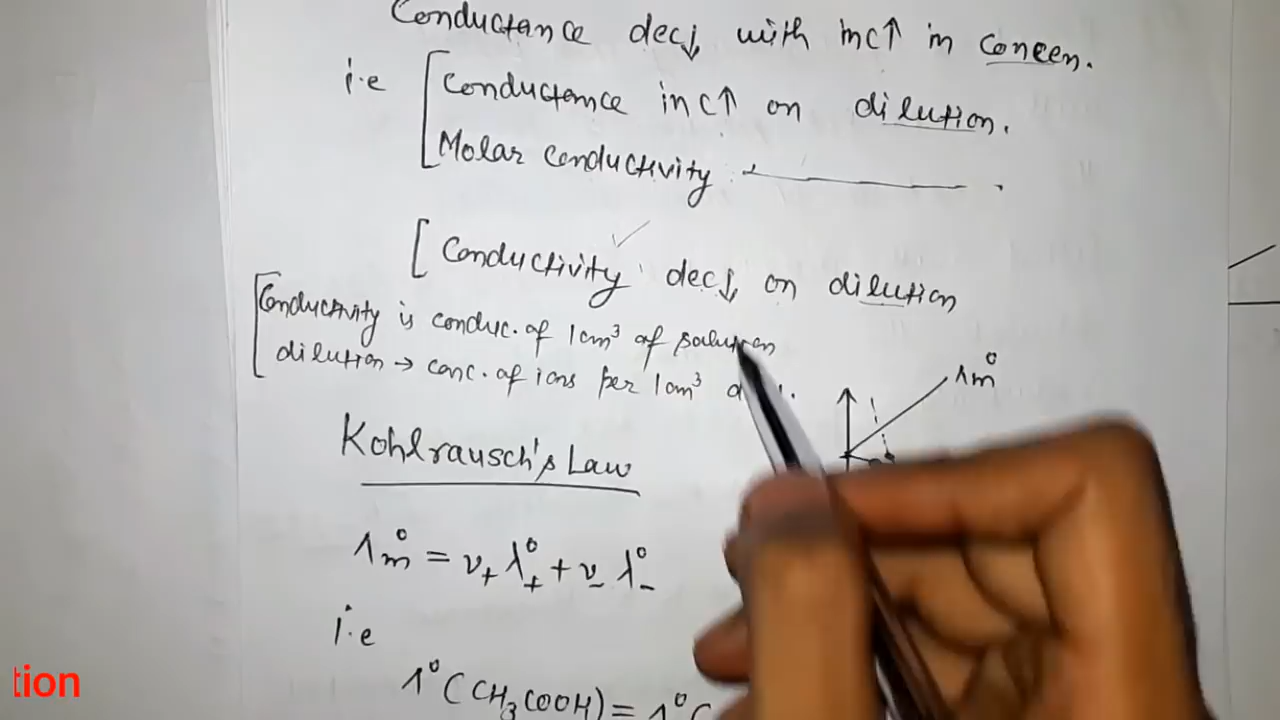 Conductance dec↓ with inc↑ in concen.
i.e [Conductance inc↑ on dilution.
[Molar conductivity
[Conductivity dec↓ on dilution
[Conductivity is conduc. of 1cm³ of solution
dilution → conc. of ions per 1cm³
Kohlrausch's Law
Λm° = ν+ λ+° + ν- λ-°
i.e
Λ° (CH₃COOH) = Λ°(
Λm°
tion